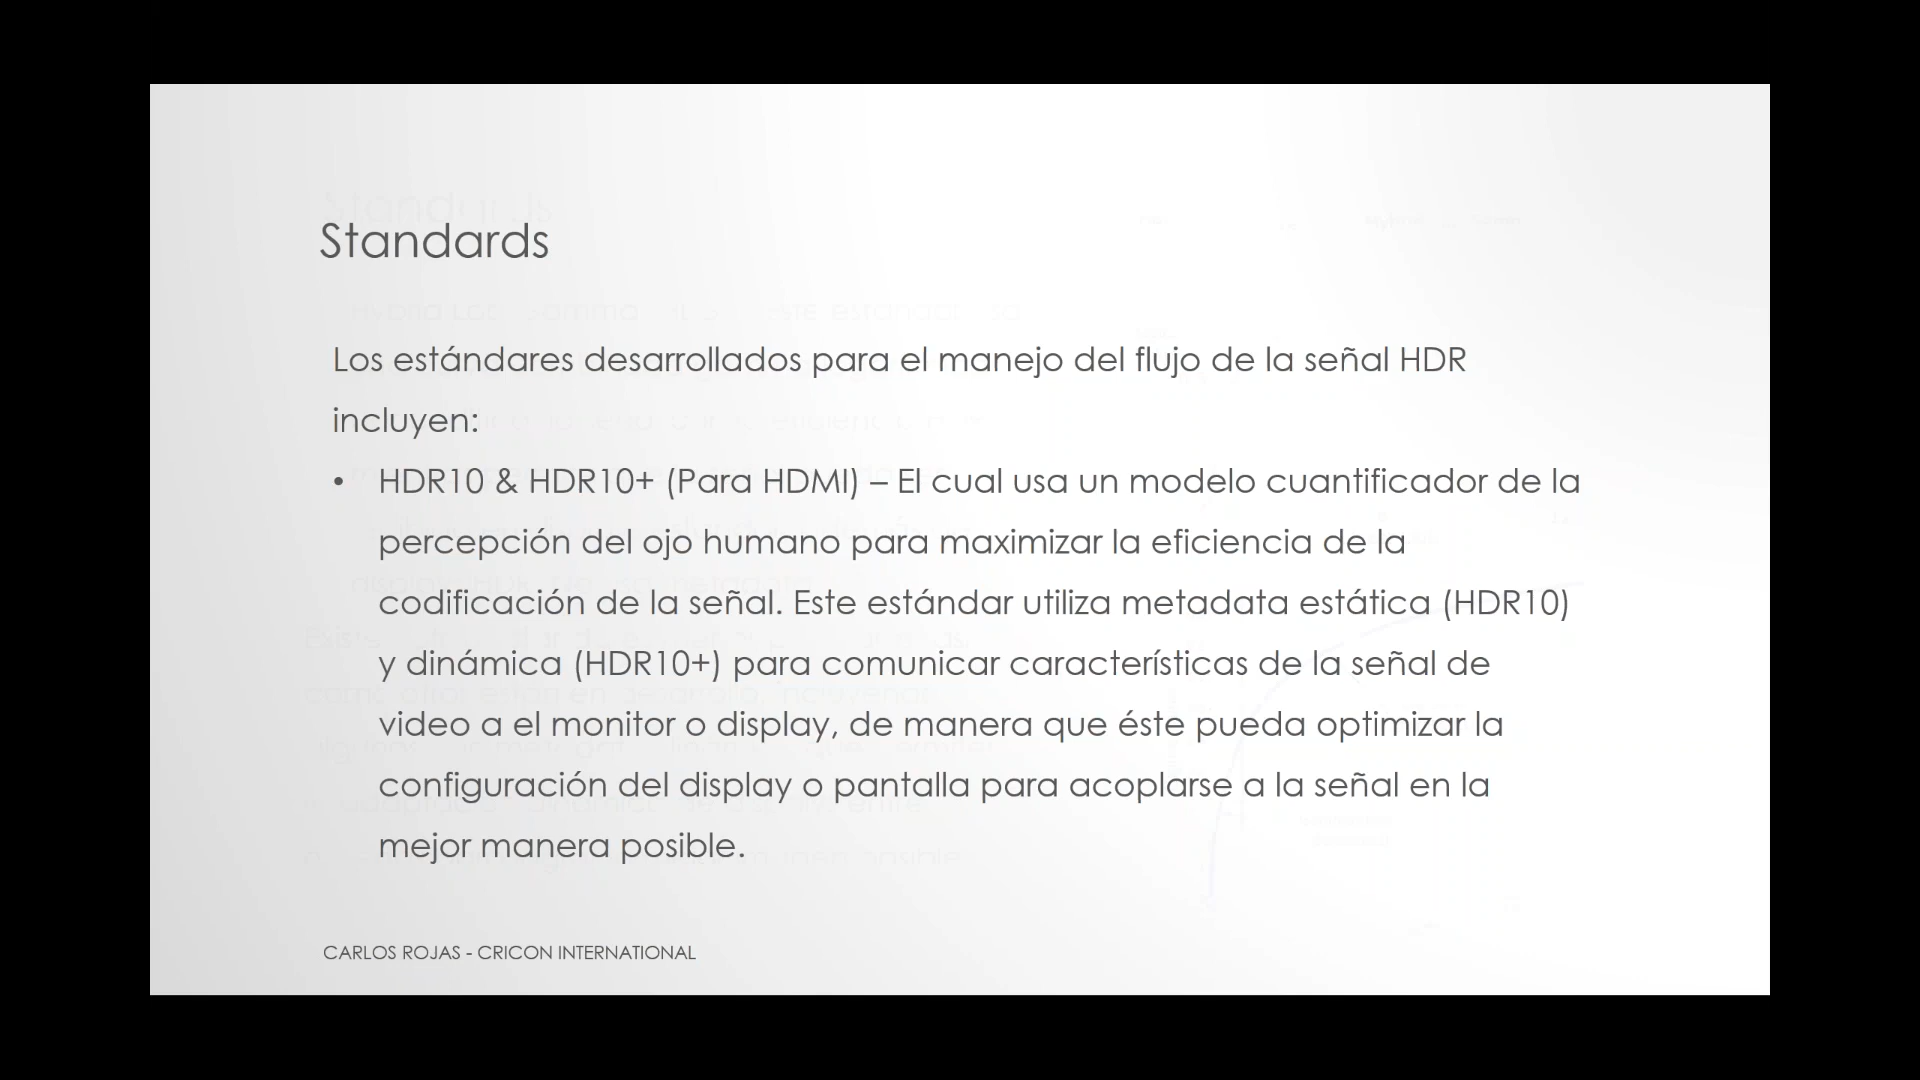 Standards
Los estándares desarrollados para el manejo del flujo de la señal HDR
incluyen:
• HDR10 & HDR10+ (Para HDMI) – El cual usa un modelo cuantificador de la
percepción del ojo humano para maximizar la eficiencia de la
codificación de la señal. Este estándar utiliza metadata estática (HDR10)
y dinámica (HDR10+) para comunicar características de la señal de
video a el monitor o display, de manera que éste pueda optimizar la
configuración del display o pantalla para acoplarse a la señal en la
mejor manera posible.
CARLOS ROJAS - CRICON INTERNATIONAL